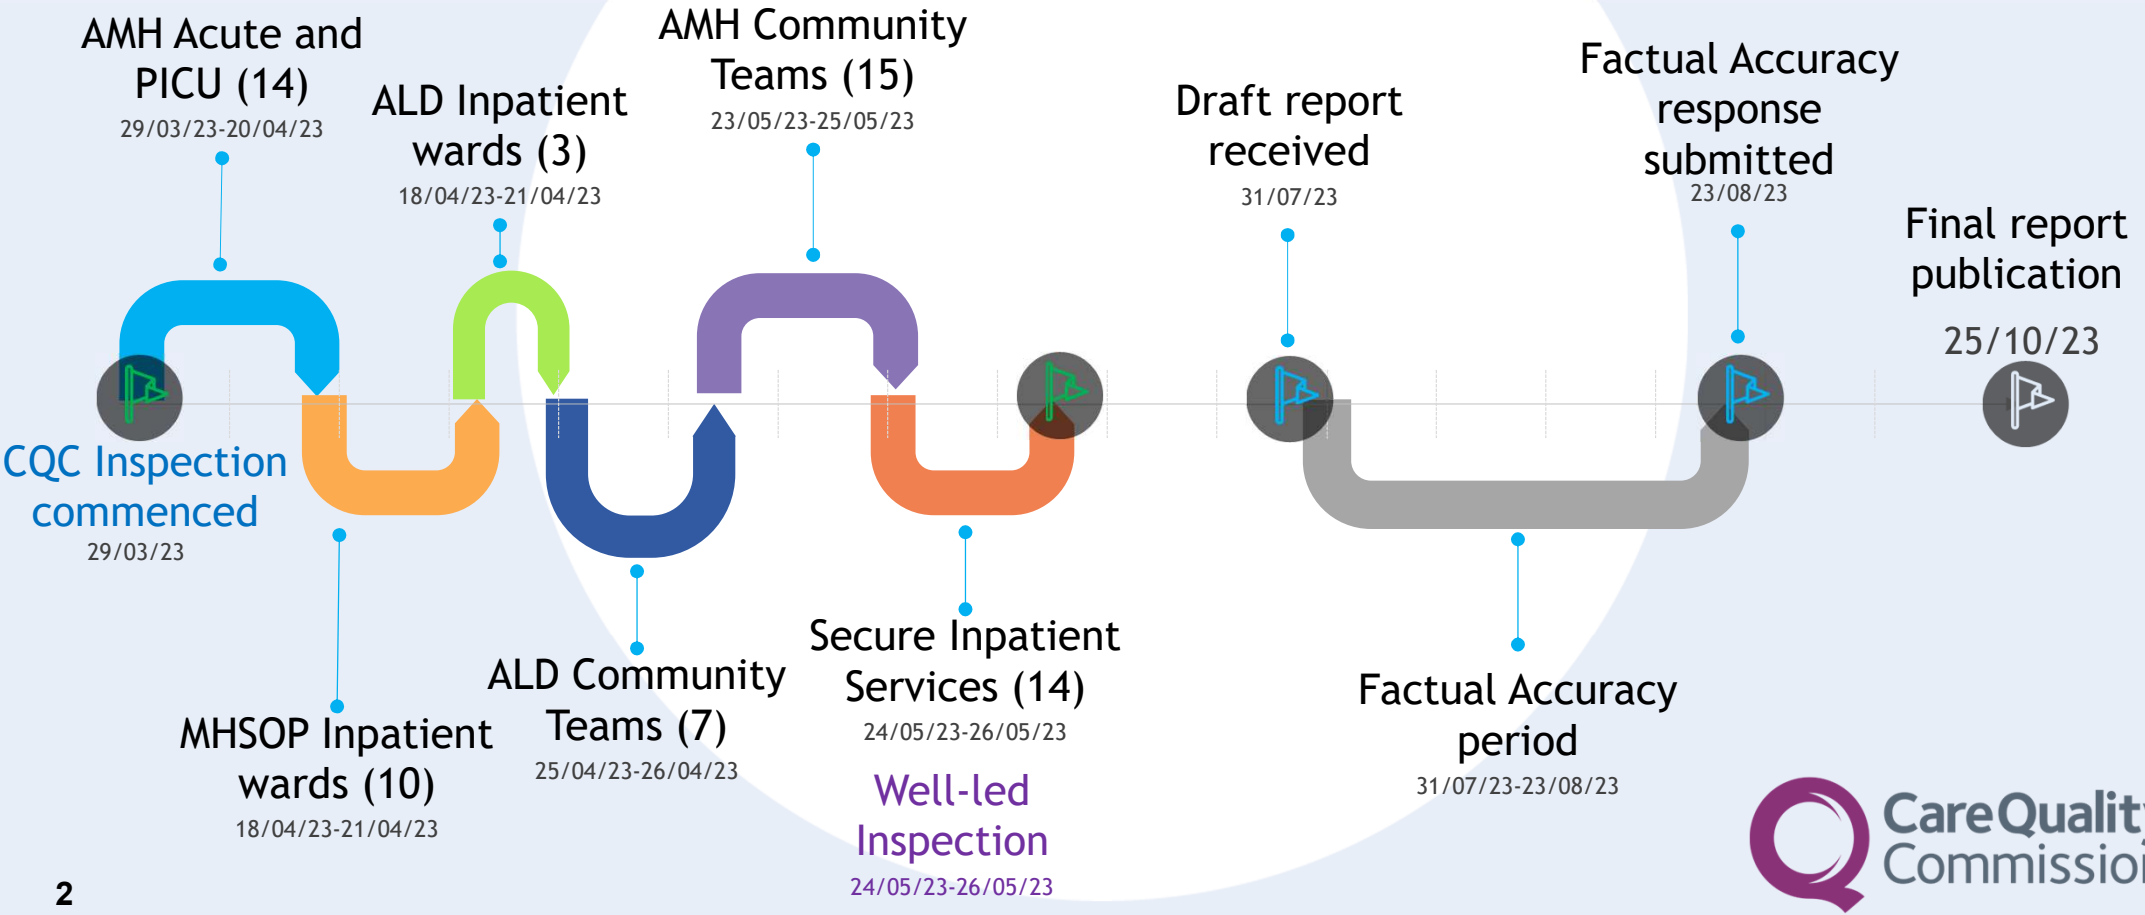 AMH Acute and
PICU (14)
29/03/23-20/04/23
ALD Inpatient
wards (3)
18/04/23-21/04/23
AMH Community
Teams (15)
23/05/23-25/05/23
Draft report
received
31/07/23
Factual Accuracy
response
submitted
23/08/23
Final report
publication
25/10/23
CQC Inspection
commenced
29/03/23
MHSOP Inpatient
wards (10)
18/04/23-21/04/23
ALD Community
Teams (7)
25/04/23-26/04/23
Secure Inpatient
Services (14)
24/05/23-26/05/23
Well-led
Inspection
24/05/23-26/05/23
Factual Accuracy
period
31/07/23-23/08/23
CareQuality
Commission
2